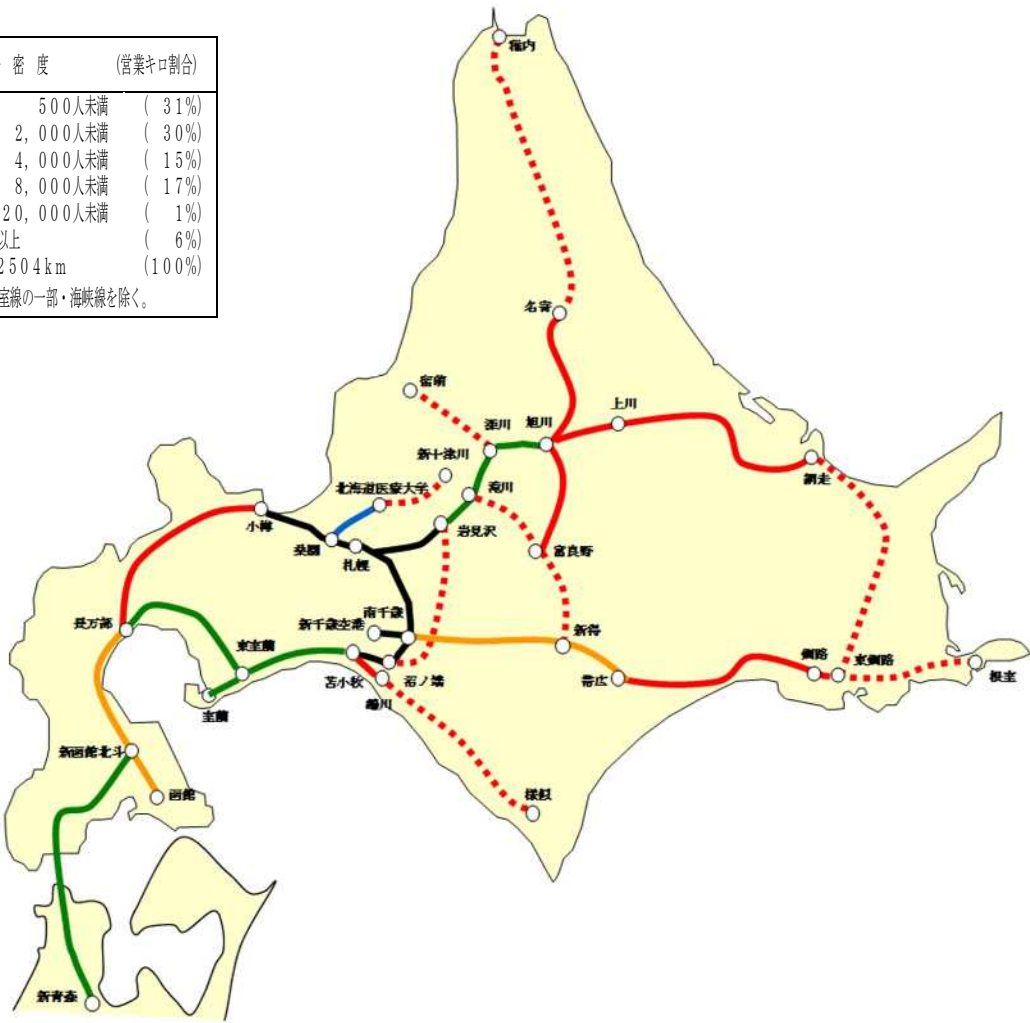 密度 (営業キロ割合)
500人未満 ( 31%)
2,000人未満 ( 30%)
4,000人未満 ( 15%)
8,000人未満 ( 17%)
20,000人未満 ( 1%)
以上 ( 6%)
2504km (100%)
室線の一部・海峡線を除く。
稚内
名寄
留萌
上川
深川 旭川
新十津川
網走
北海道医療大学 滝川
小樽
岩見沢
桑園
札幌
富良野
南千歳
新千歳空港
長万部
新得
東室蘭
釧路 東釧路
根室
苫小牧 沼ノ端
帯広
鵡川
室蘭
新函館北斗
函館
様似
新青森